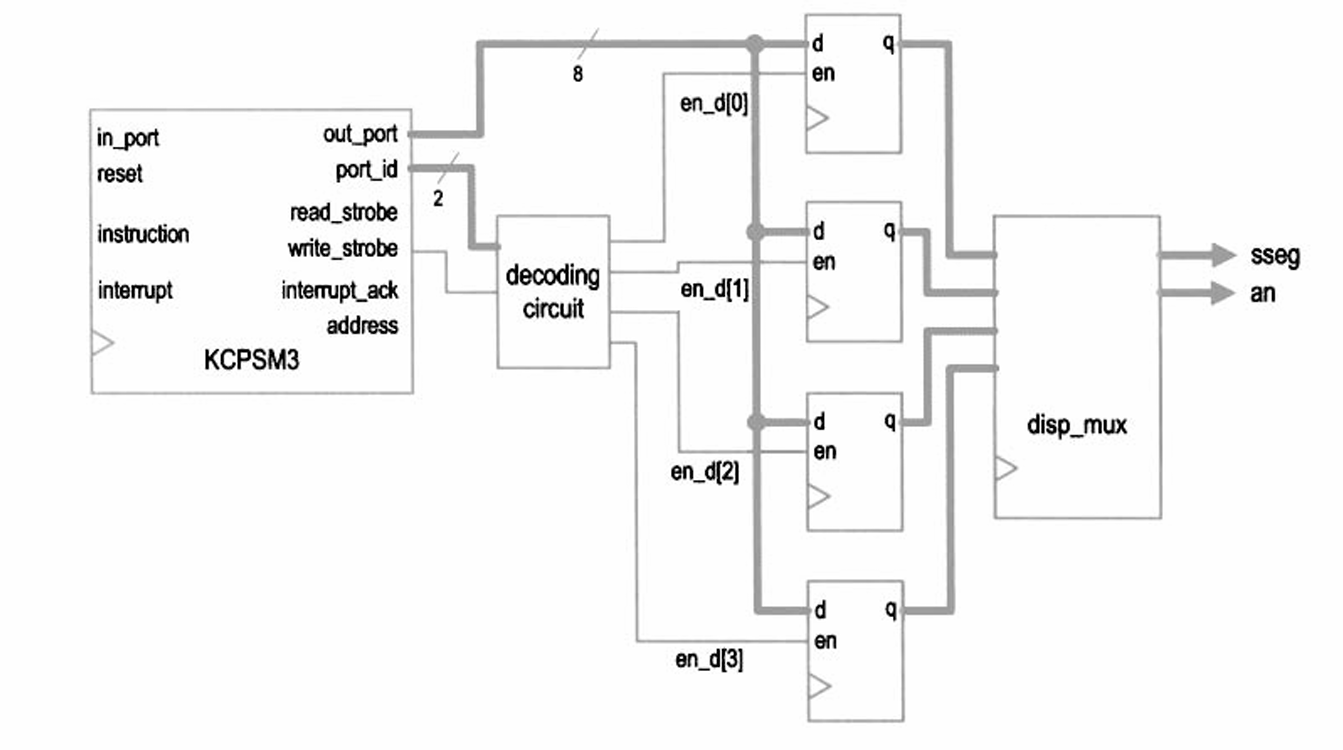 in_port
reset
instruction
interrupt
out_port
port_id
read_strobe
write_strobe
interrupt_ack
address
KCPSM3
8
2
decoding
circuit
en_d[0]
en_d[1]
en_d[2]
en_d[3]
d
q
en
d
q
en
d
q
en
d
q
en
disp_mux
sseg
an